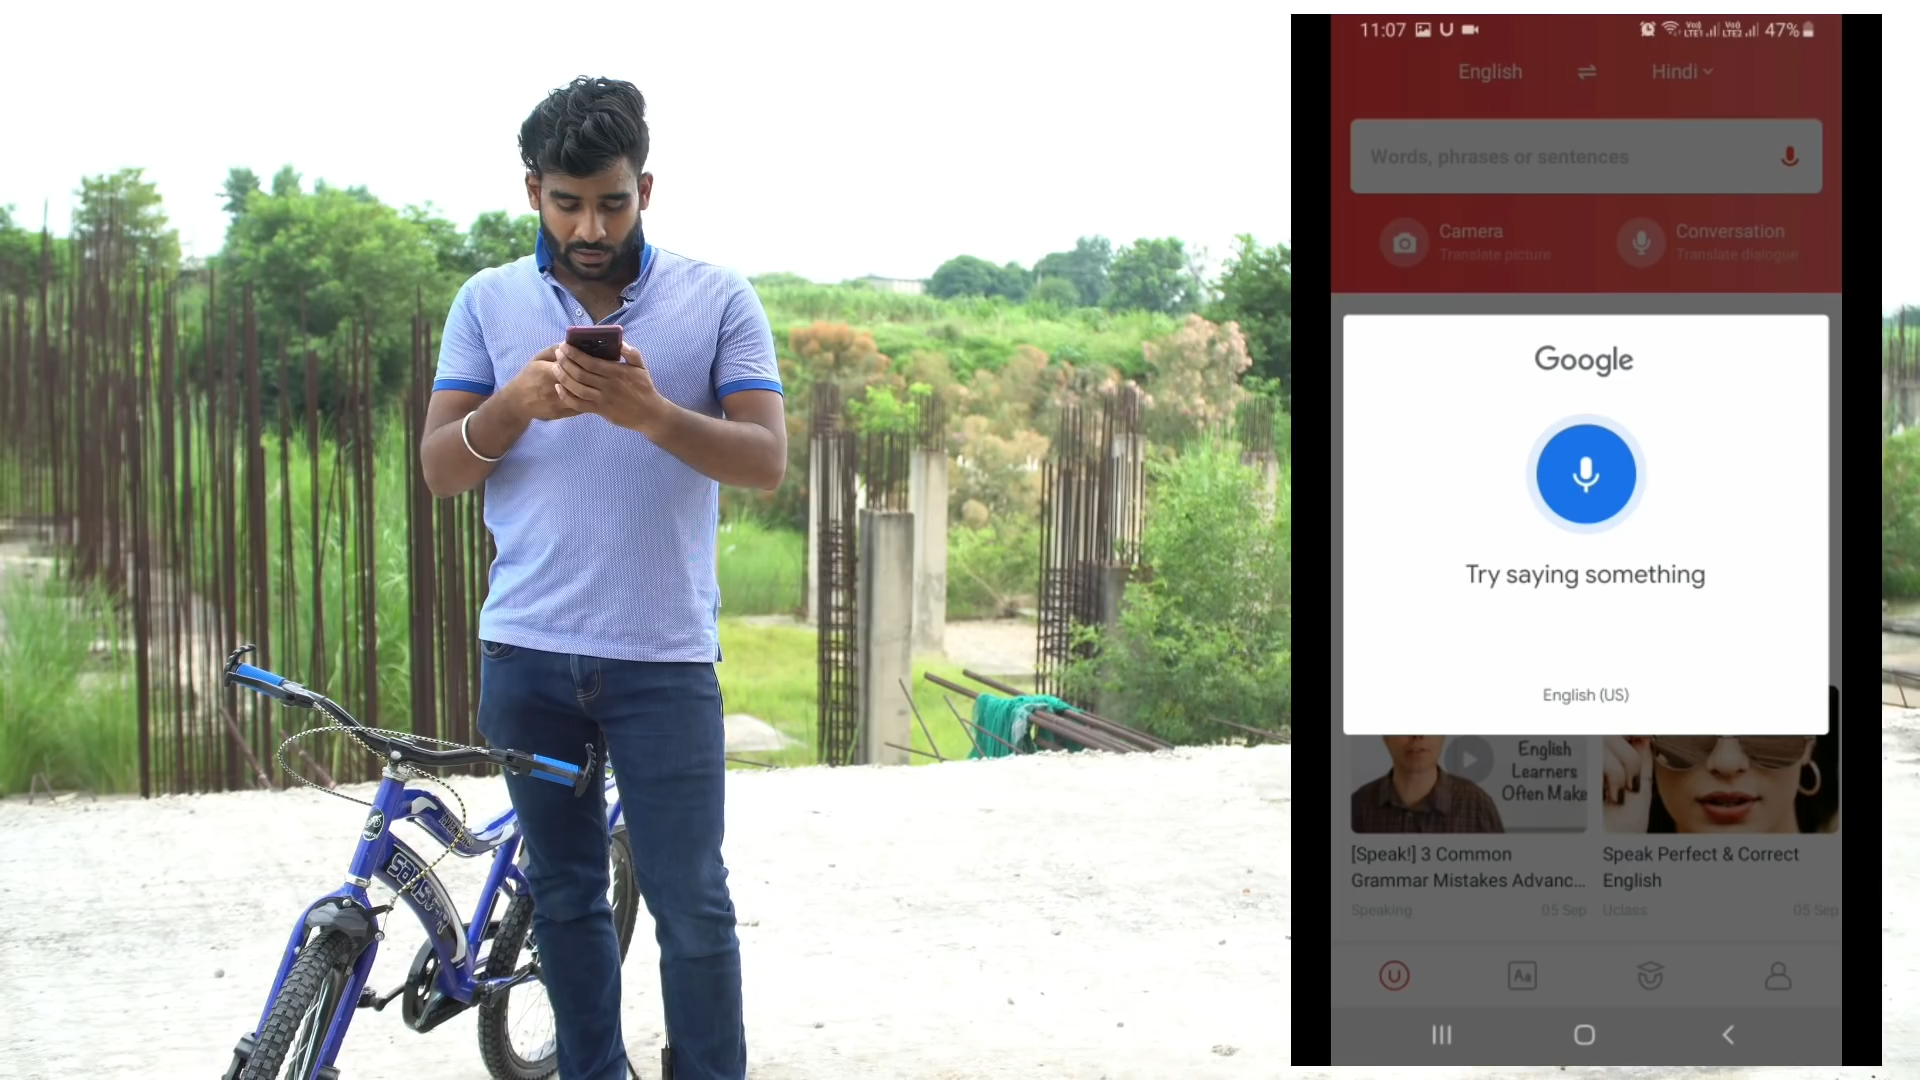 11:07
47%
English
Hindi
Words, phrases or sentences
Camera
Translate picture
Conversation
Translate dialogue
Google
Try saying something
English (US)
English
Learners
Often Make
[Speak!] 3 Common
Grammar Mistakes Advanc...
Speaking
05 Sep
Speak Perfect & Correct
English
Uclass
05 Sep
Aa